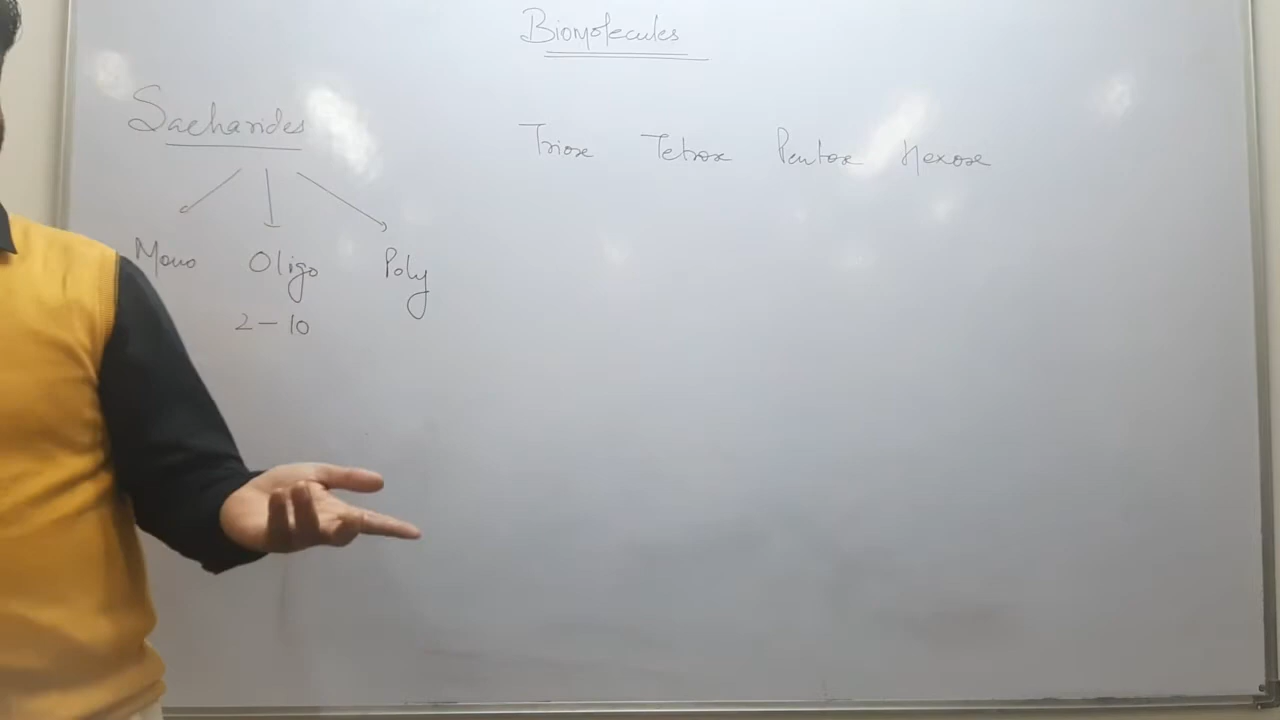 Biomolecules
Sacharides
Triose Tetrose Pentose Hexose
Mono Oligo Poly
2 - 10